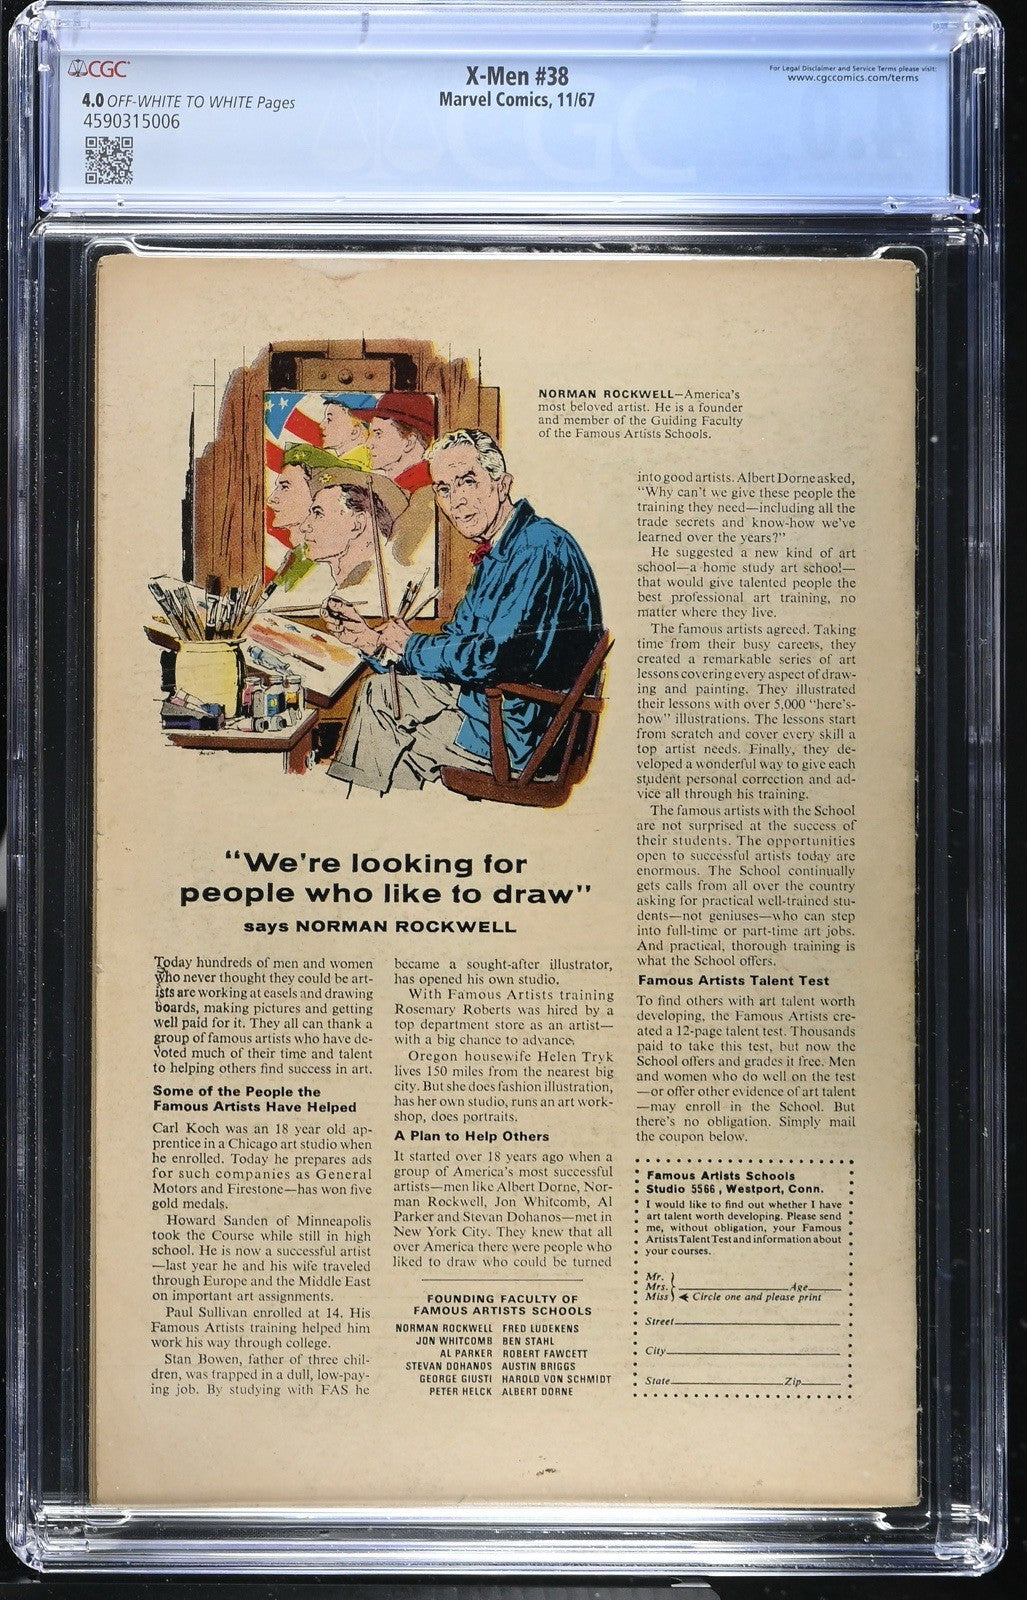 CGC
X-Men #38
Marvel Comics, 11/67
For Legal Disclaimer and Service Terms please visit:
www.cgccomics.com/terms
4.0 OFF-WHITE TO WHITE Pages
4590315006
NORMAN ROCKWELL—America's
most beloved artist. He is a founder
and member of the Guiding Faculty
of the Famous Artists Schools.
"We're looking for
people who like to draw"
says NORMAN ROCKWELL
Today hundreds of men and women
who never thought they could be art-
ists are working at easels and drawing
boards, making pictures and getting
well paid for it. They all can thank a
group of famous artists who have de-
voted much of their time and talent
to helping others find success in art.
Some of the People the
Famous Artists Have Helped
Carl Koch was an 18 year old ap-
prentice in a Chicago art studio when
he enrolled. Today he prepares ads
for such companies as General
Motors and Firestone—has won five
gold medals.
Howard Sanden of Minneapolis
took the Course while still in high
school. He is now a successful artist
—last year he and his wife traveled
through Europe and the Middle East
on important art assignments.
Paul Sullivan enrolled at 14. His
Famous Artists training helped him
work his way through college.
Stan Bowen, father of three chil-
dren, was trapped in a dull, low-pay-
ing job. By studying with FAS he
became a sought-after illustrator,
has opened his own studio.
With Famous Artists training
Rosemary Roberts was hired by a
top department store as an artist—
with a big chance to advance.
Oregon housewife Helen Tryk
lives 150 miles from the nearest big
city. But she does fashion illustration,
has her own studio, runs an art work-
shop, does portraits.
A Plan to Help Others
It started over 18 years ago when a
group of America's most successful
artists—men like Albert Dorne, Nor-
man Rockwell, Jon Whitcomb, Al
Parker and Stevan Dohanos—met in
New York City. They knew that all
over America there were people who
liked to draw who could be turned
FOUNDING FACULTY OF
FAMOUS ARTISTS SCHOOLS
NORMAN ROCKWELL FRED LUDEKENS
JON WHITCOMB BEN STAHL
AL PARKER ROBERT FAWCETT
STEVAN DOHANOS AUSTIN BRIGGS
GEORGE GIUSTI HAROLD VON SCHMIDT
PETER HELCK ALBERT DORNE
into good artists. Albert Dorne asked,
"Why can't we give these people the
training they need—including all the
trade secrets and know-how we've
learned over the years?"
He suggested a new kind of art
school—a home study art school—
that would give talented people the
best professional art training, no
matter where they live.
The famous artists agreed. Taking
time from their busy careers, they
created a remarkable series of art
lessons covering every aspect of draw-
ing and painting. They illustrated
their lessons with over 5,000 "here's-
how" illustrations. The lessons start
from scratch and cover every skill a
top artist needs. Finally, they de-
veloped a wonderful way to give each
student personal correction and ad-
vice all through his training.
The famous artists with the School
are not surprised at the success of
their students. The opportunities
open to successful artists today are
enormous. The School continually
gets calls from all over the country
asking for practical well-trained stu-
dents—not geniuses—who can step
into full-time or part-time art jobs.
And practical, thorough training is
what the School offers.
Famous Artists Talent Test
To find others with art talent worth
developing, the Famous Artists cre-
ated a 12-page talent test. Thousands
paid to take this test, but now the
School offers and grades it free. Men
and women who do well on the test
—or offer other evidence of art talent
—may enroll in the School. But
there's no obligation. Simply mail
the coupon below.
Famous Artists Schools
Studio 5566, Westport, Conn.
I would like to find out whether I have
art talent worth developing. Please send
me, without obligation, your Famous
Artists Talent Test and information about
your courses.
Mr.
Mrs. Age
Miss Circle one and please print
Street
City
State Zip